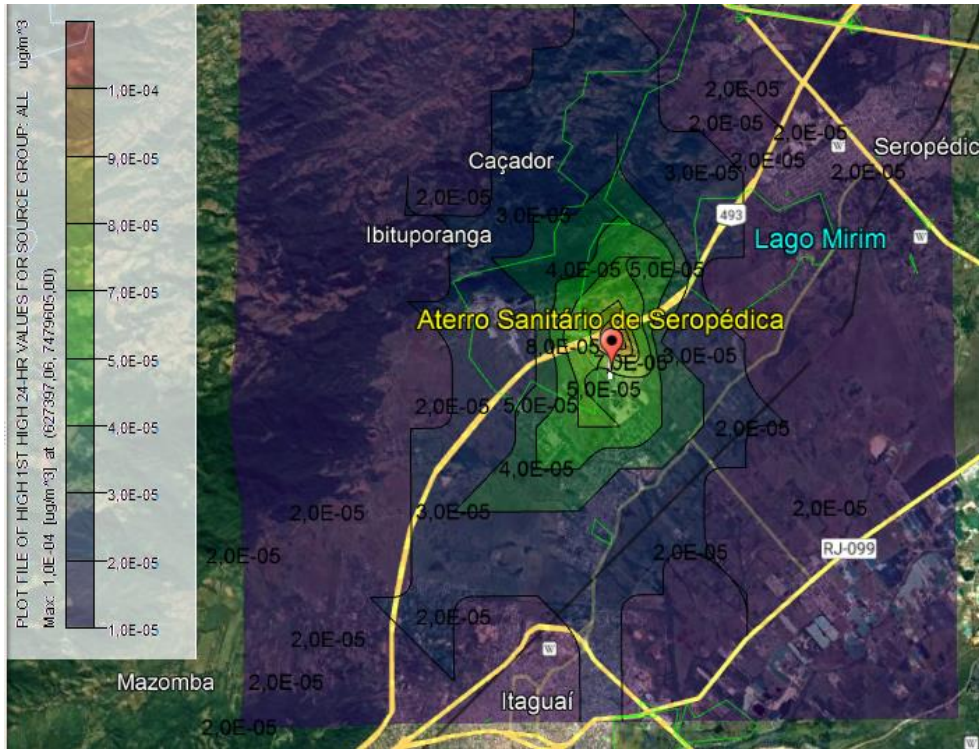 PLOT FILE OF HIGH 1ST HIGH 24-HR VALUES FOR SOURCE GROUP: ALL ug/m^3
Max: 1,0E-04 [ug/m^3] at (627397,06, 7479605,00)
1,0E-04
9,0E-05
8,0E-05
7,0E-05
5,0E-05
4,0E-05
3,0E-05
2,0E-05
1,0E-05
2,0E-05
2,0E-05
2,0E-05
W
Seropédic
Caçador
2,0E-05
3,0E-05
2,0E-05
2,0E-05
3,0E-05
493
Ibituporanga
Lago Mirim
W
4,0E-05
5,0E-05
Aterro Sanitário de Seropédica
8,0E-05
3,0E-05
5,0E-05
2,0E-05
5,0E-05
2,0E-05
4,0E-05
2,0E-05
3,0E-05
2,0E-05
2,0E-05
2,0E-05
RJ-099
2,0E-05
2,0E-05
W
Mazomba
2,0E-05
Itaguaí
2,0E-05
W